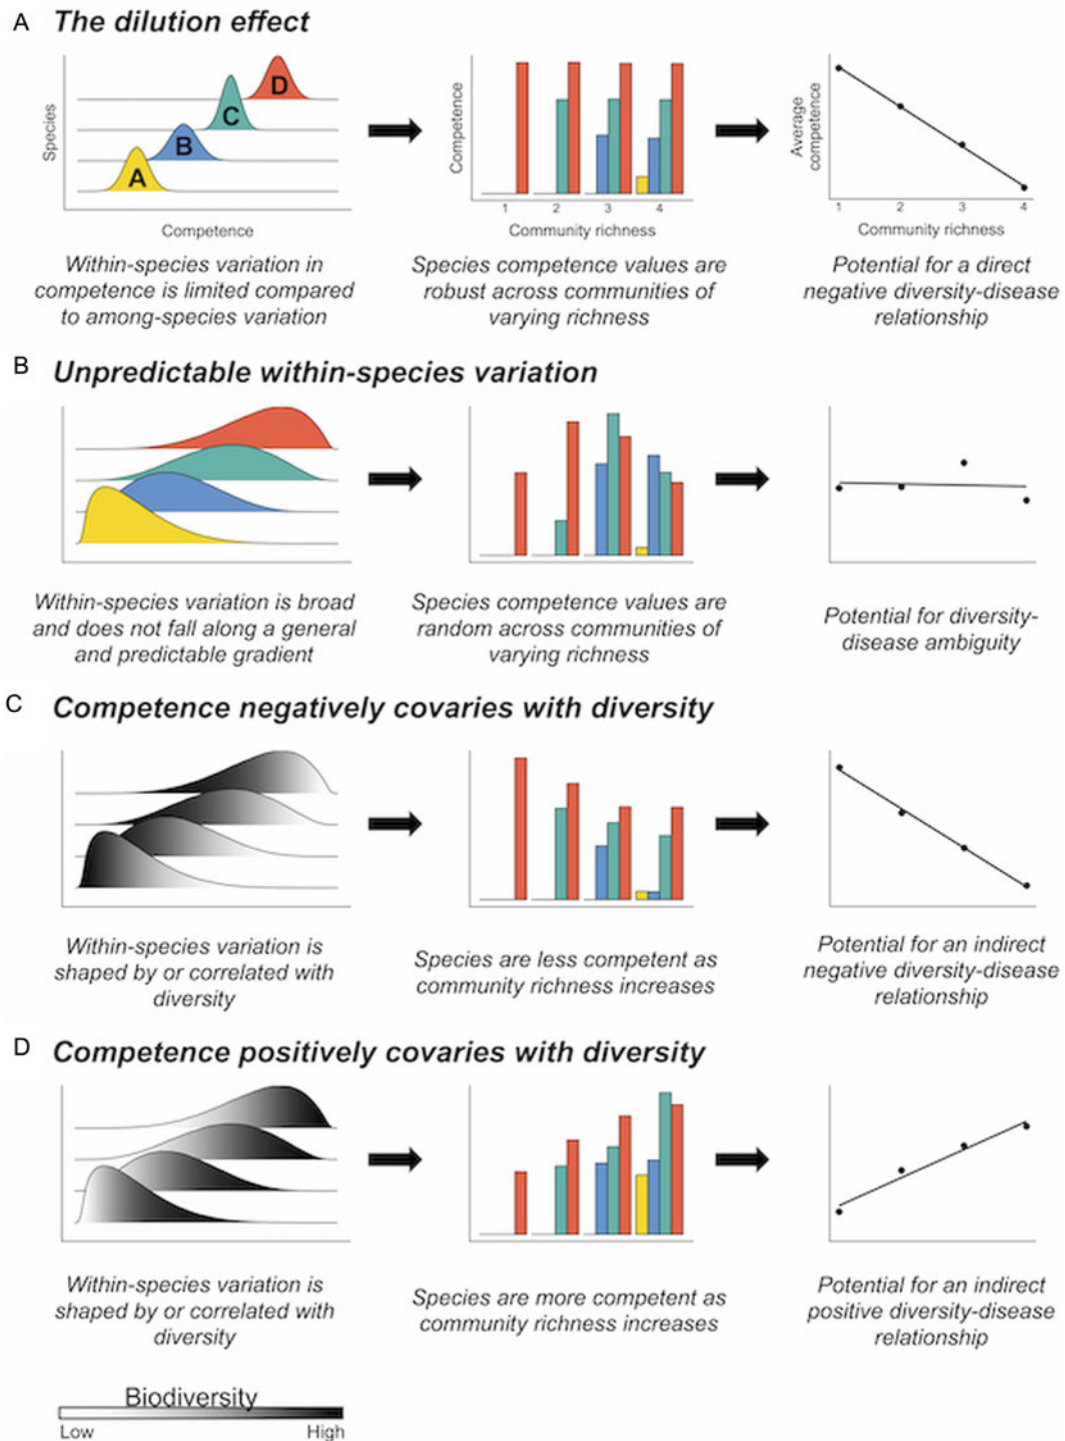 A The dilution effect
Species
A
B
C
D
Competence
Competence
1 2 3 4
Community richness
Average
competence
1 2 3 4
Community richness
Within-species variation in
competence is limited compared
to among-species variation
Species competence values are
robust across communities of
varying richness
Potential for a direct
negative diversity-disease
relationship
B Unpredictable within-species variation
Within-species variation is broad
and does not fall along a general
and predictable gradient
Species competence values are
random across communities of
varying richness
Potential for diversity-
disease ambiguity
C Competence negatively covaries with diversity
Within-species variation is
shaped by or correlated with
diversity
Species are less competent as
community richness increases
Potential for an indirect
negative diversity-disease
relationship
D Competence positively covaries with diversity
Within-species variation is
shaped by or correlated with
diversity
Species are more competent as
community richness increases
Potential for an indirect
positive diversity-disease
relationship
Biodiversity
Low High